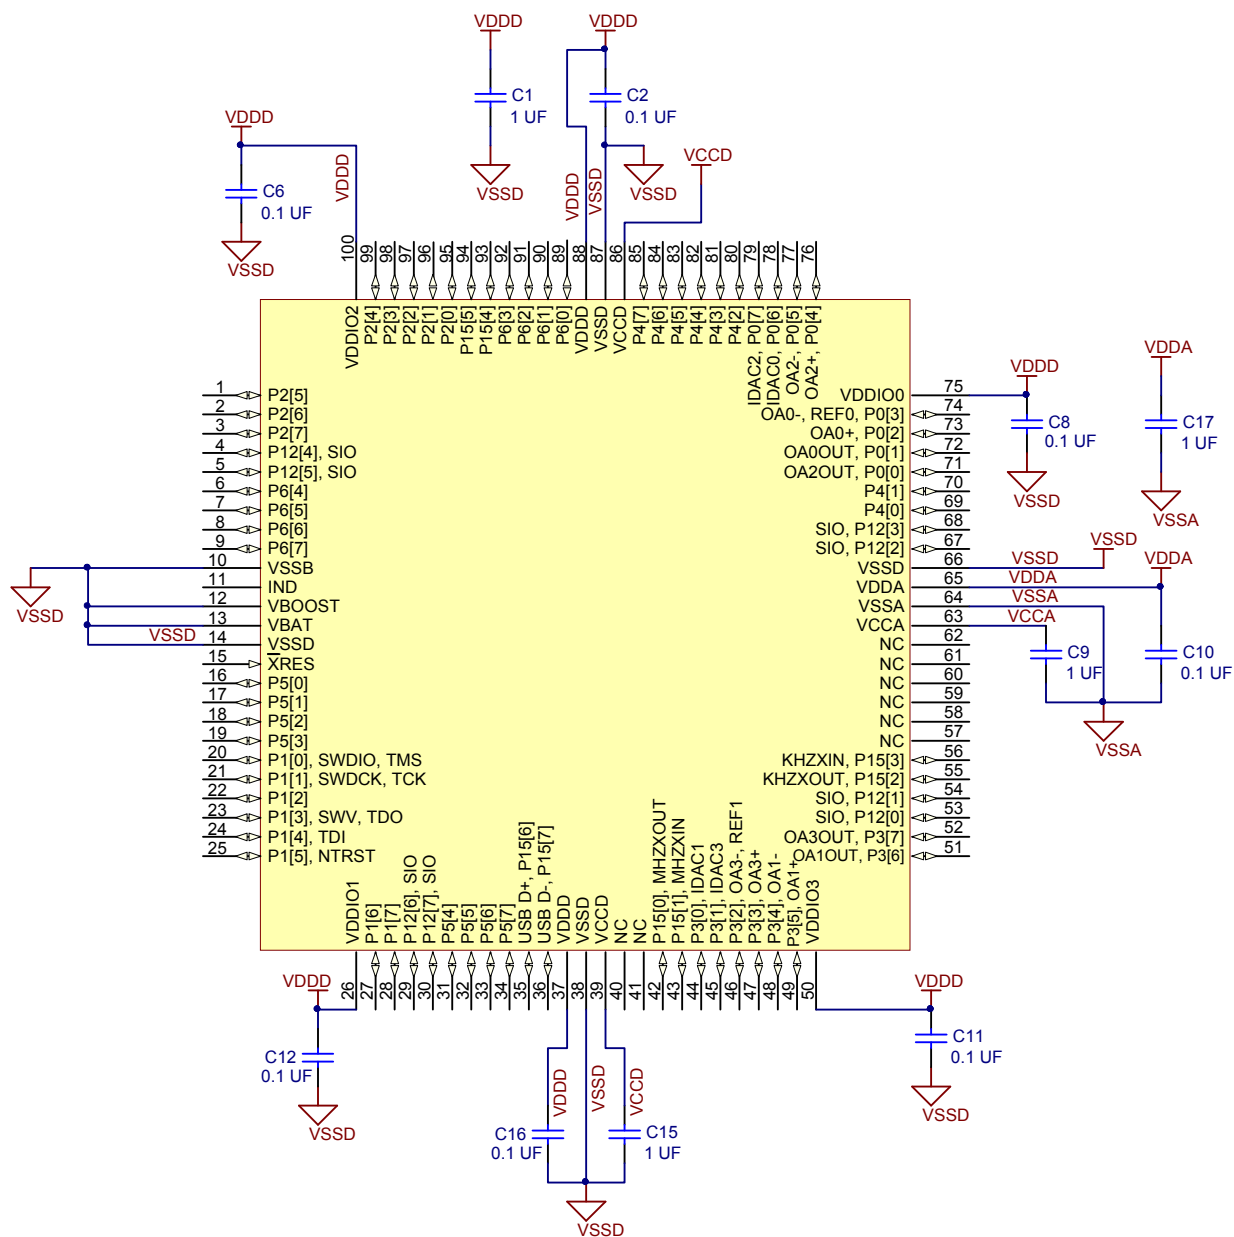 VDDD
C1
1 UF
VSSD
VDDD
C2
0.1 UF
VSSD
VDDD
VSSD
VCCD
VDDD
VDDD
C6
0.1 UF
VSSD
100
99
98
97
96
95
94
93
92
91
90
89
88
87
86
85
84
83
82
81
80
79
78
77
76
VDDIO2
P2[4]
P2[3]
P2[2]
P2[1]
P2[0]
P15[5]
P15[4]
P6[3]
P6[2]
P6[1]
P6[0]
VDDD
VSSD
VCCD
P4[7]
P4[6]
P4[5]
P4[4]
P4[3]
P4[2]
IDAC2, P0[7]
IDAC0, P0[6]
OA2-, P0[5]
OA2+, P0[4]
1 P2[5]
2 P2[6]
3 P2[7]
4 P12[4], SIO
5 P12[5], SIO
6 P6[4]
7 P6[5]
8 P6[6]
9 P6[7]
10 VSSB
11 IND
12 VBOOST
13 VBAT
VSSD 14 VSSD
15 XRES
16 P5[0]
17 P5[1]
18 P5[2]
19 P5[3]
20 P1[0], SWDIO, TMS
21 P1[1], SWDCK, TCK
22 P1[2]
23 P1[3], SWV, TDO
24 P1[4], TDI
25 P1[5], NTRST
VSSD
VDDIO0 75
OA0-, REF0, P0[3] 74
OA0+, P0[2] 73
OA0OUT, P0[1] 72
OA2OUT, P0[0] 71
P4[1] 70
P4[0] 69
SIO, P12[3] 68
SIO, P12[2] 67
VSSD 66 VSSD
VDDA 65 VDDA
VSSA 64 VSSA
VCCA 63 VCCA
NC 62
NC 61
NC 60
NC 59
NC 58
NC 57
KHZXIN, P15[3] 56
KHZXOUT, P15[2] 55
SIO, P12[1] 54
SIO, P12[0] 53
OA3OUT, P3[7] 52
OA1OUT, P3[6] 51
VDDD
C8
0.1 UF
VSSD
VDDA
C17
1 UF
VSSA
VSSD
VDDA
C9
1 UF
C10
0.1 UF
VSSA
VDDIO1
P1[6]
P1[7]
P12[6], SIO
P12[7], SIO
P5[4]
P5[5]
P5[6]
P5[7]
USB D+, P15[6]
USB D-, P15[7]
VDDD
VSSD
VCCD
NC
NC
P15[0], MHZXOUT
P15[1], MHZXIN
P3[0], IDAC1
P3[1], IDAC3
P3[2], OA3-, REF1
P3[3], OA3+
P3[4], OA1-
P3[5], OA1+
VDDIO3
26
27
28
29
30
31
32
33
34
35
36
37
38
39
40
41
42
43
44
45
46
47
48
49
50
VDDD
C12
0.1 UF
VSSD
VDDD
VSSD
VCCD
C16
0.1 UF
C15
1 UF
VSSD
VDDD
C11
0.1 UF
VSSD